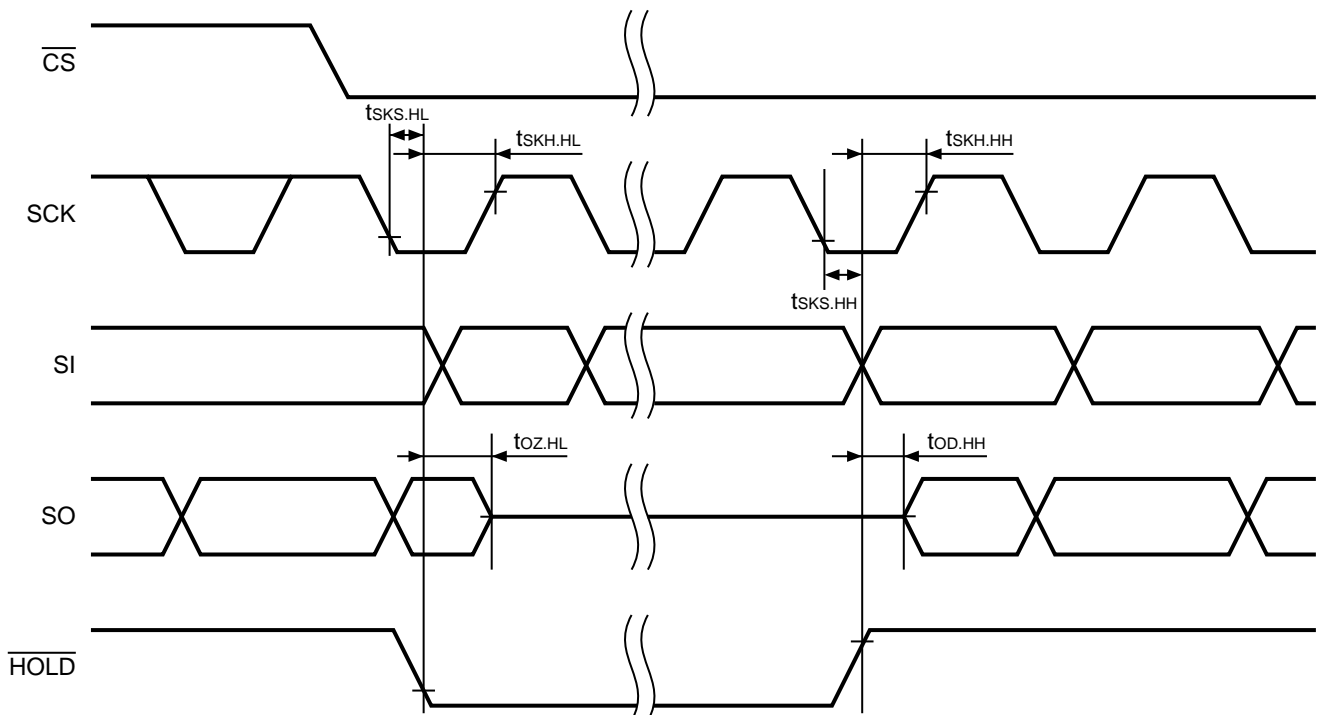 CS
tSKS.HL
tSKH.HL
tSKH.HH
SCK
tSKS.HH
SI
tOZ.HL
tOD.HH
SO
HOLD